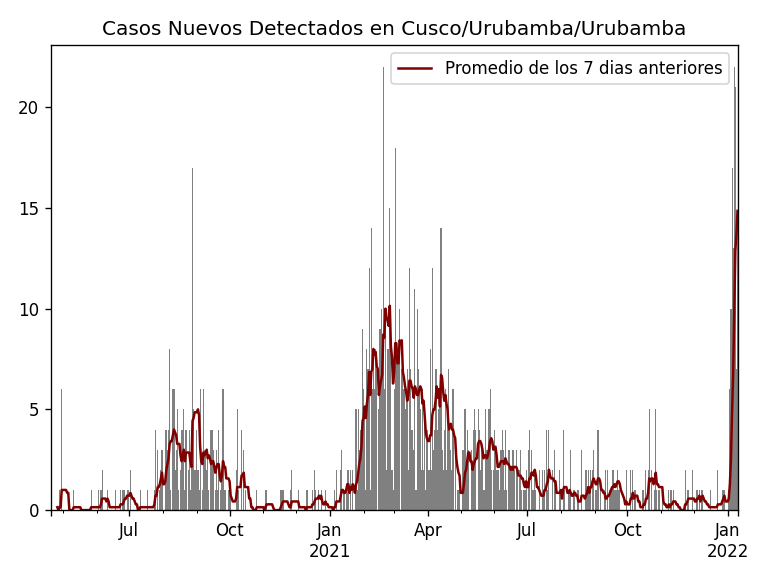 Casos Nuevos Detectados en Cusco/Urubamba/Urubamba
Promedio de los 7 dias anteriores
20
15
10
5
0
Jul Oct Jan Apr Jul Oct Jan
2021 2022